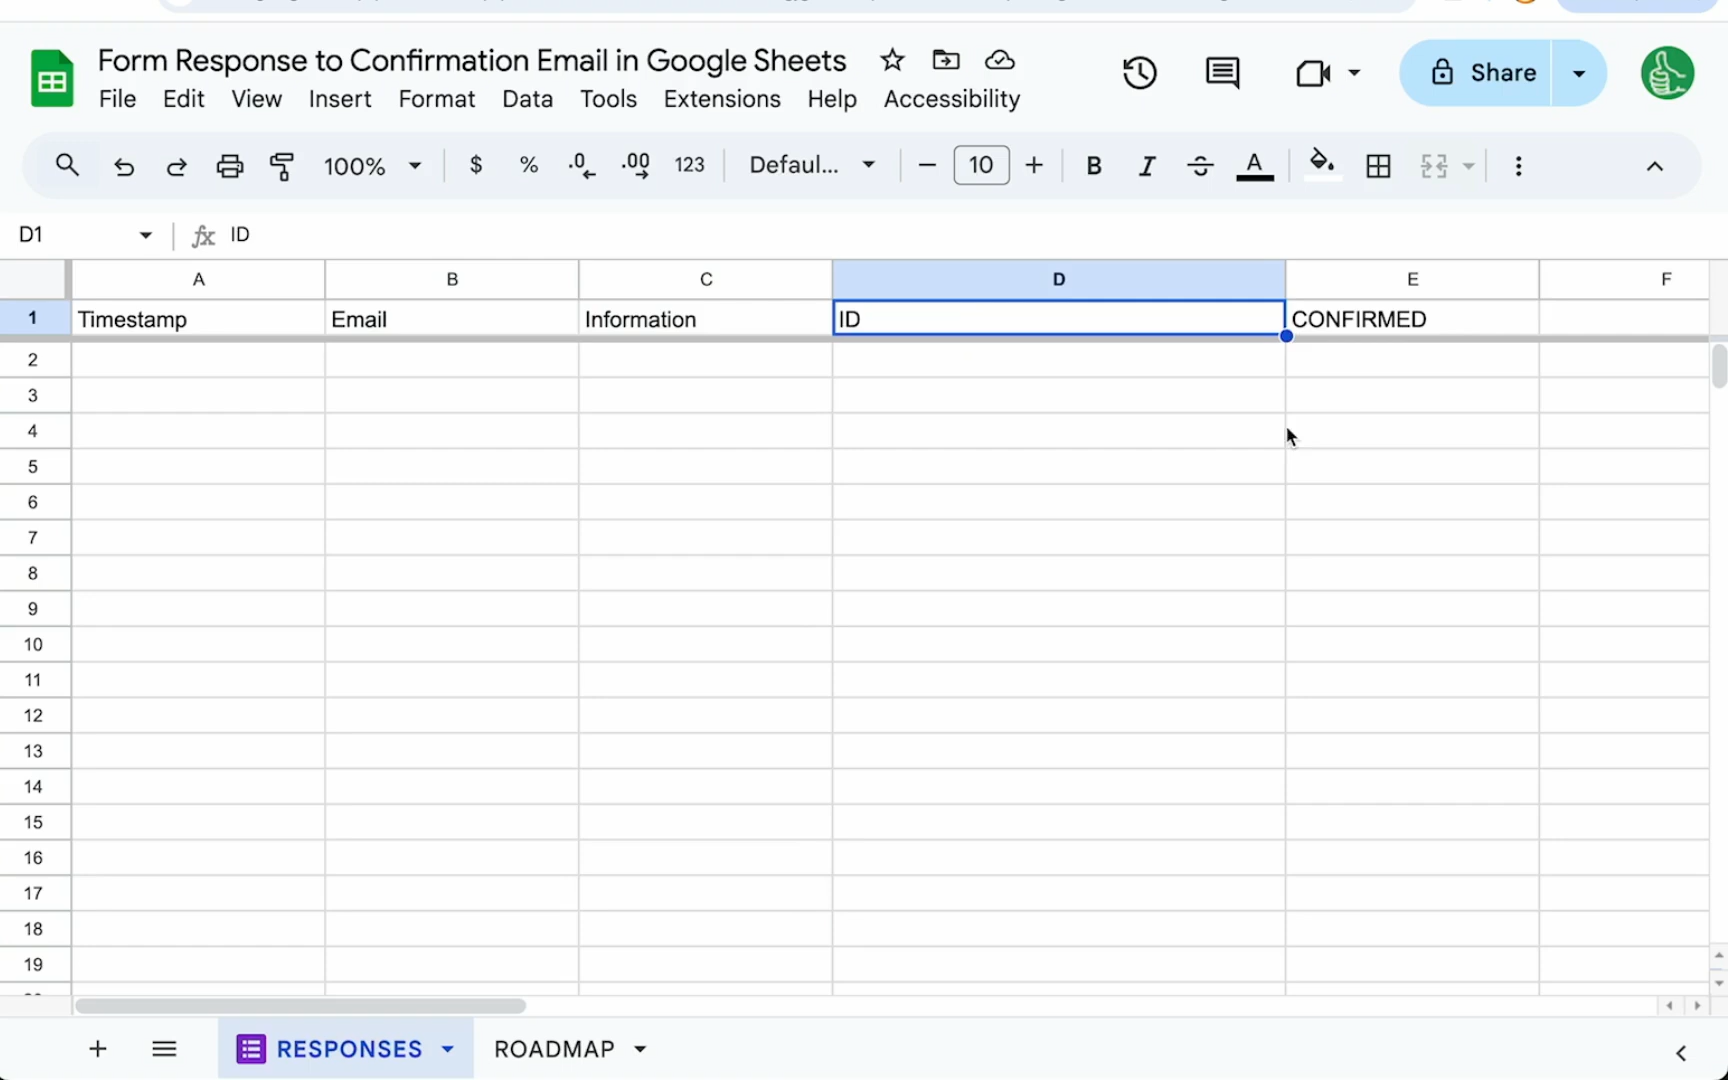 Form Response to Confirmation Email in Google Sheets
File Edit View Insert Format Data Tools Extensions Help Accessibility
Share
100% $ % .0 .00 123 Defaul... 10 B I A
D1 fx ID
A B C D E F
1 Timestamp Email Information ID CONFIRMED
2
3
4
5
6
7
8
9
10
11
12
13
14
15
16
17
18
19
RESPONSES ROADMAP